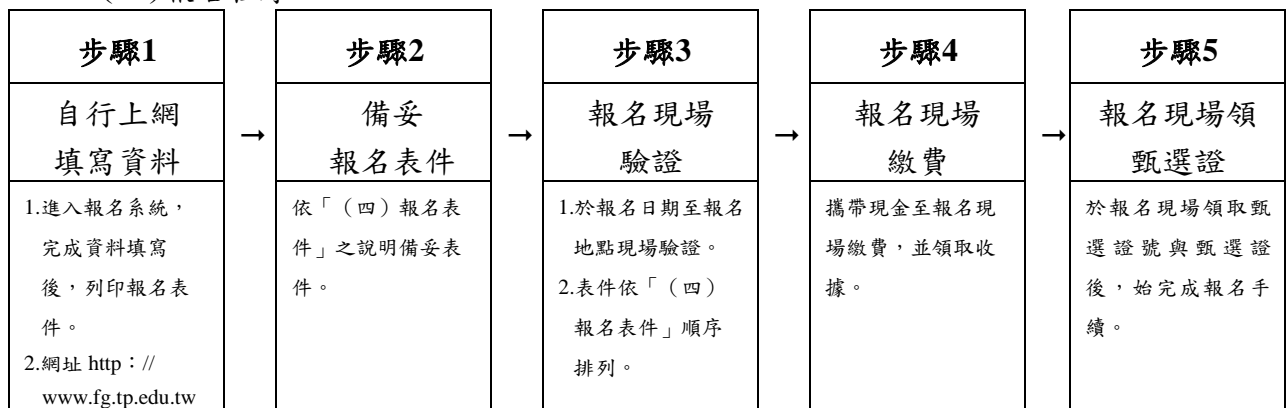 步驟1
自行上網
填寫資料
1.進入報名系統，
完成資料填寫
後，列印報名表
件。
2.網址 http：//
www.fg.tp.edu.tw
→
步驟2
備妥
報名表件
依「（四）報名表
件」之說明備妥表
件。
→
步驟3
報名現場
驗證
1.於報名日期至報名
地點現場驗證。
2.表件依「（四）
報名表件」順序
排列。
→
步驟4
報名現場
繳費
攜帶現金至報名現
場繳費，並領取收
據。
→
步驟5
報名現場領
甄選證
於報名現場領取甄
選證號與甄選證
後，始完成報名手
續。